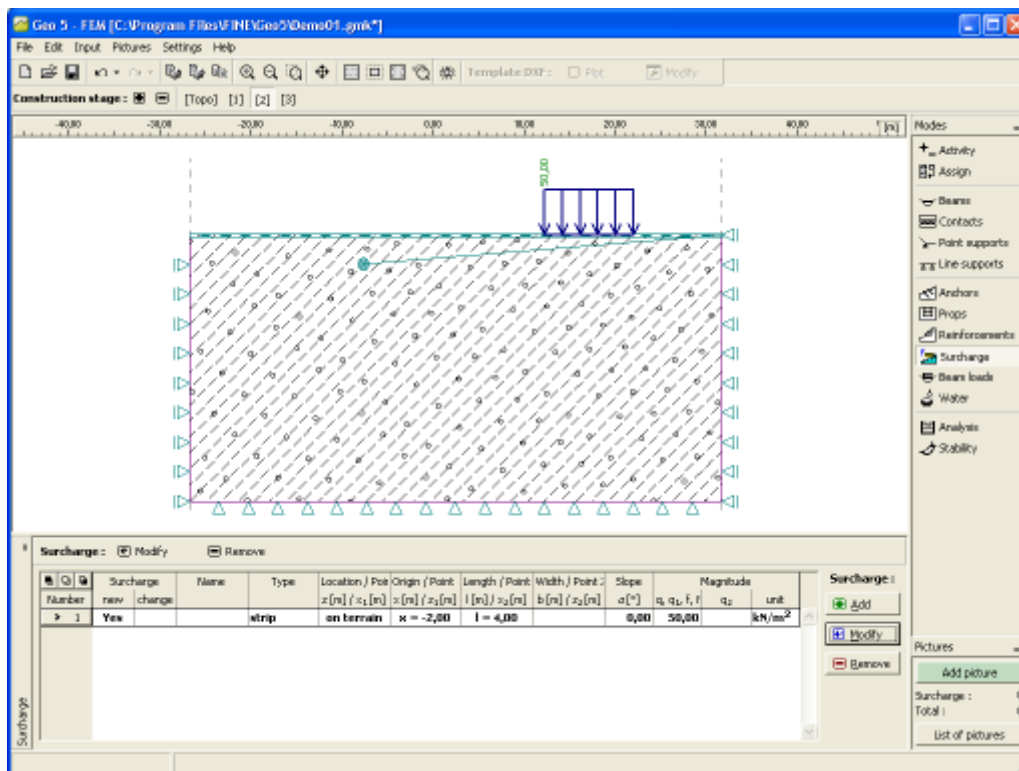 Geo 5 - FEM [C:\Program Files\FINE\Geo5\Demo01.gmk*]
File Edit Input Pictures Settings Help
Template DXF : Plot Modify
Construction stage : [Topo] [1] [2] [3]
-40,00 -30,00 -20,00 -10,00 0,00 10,00 20,00 30,00 40,00 [m]
50,00
Modes
Activity
Assign
Beams
Contacts
Point supports
Line supports
Anchors
Props
Reinforcements
Surcharge
Beam loads
Water
Analysis
Stability
Surcharge : Modify Remove
Surcharge Name Type Location / Poi Origin / Point Length / Point Width / Point Slope Magnitude
Number new change z[m] / x₁[m] x[m] / z₁[m] l[m] / x₂[m] b[m] / z₂[m] α[°] q, q₁, f, F q₂ unit
> 1 Yes strip on terrain x = -2,00 l = 4,00 0,00 50,00 kN/m²
Surcharge :
Add
Modify
Remove
Surcharge
Pictures
Add picture
Surcharge :
Total :
List of pictures